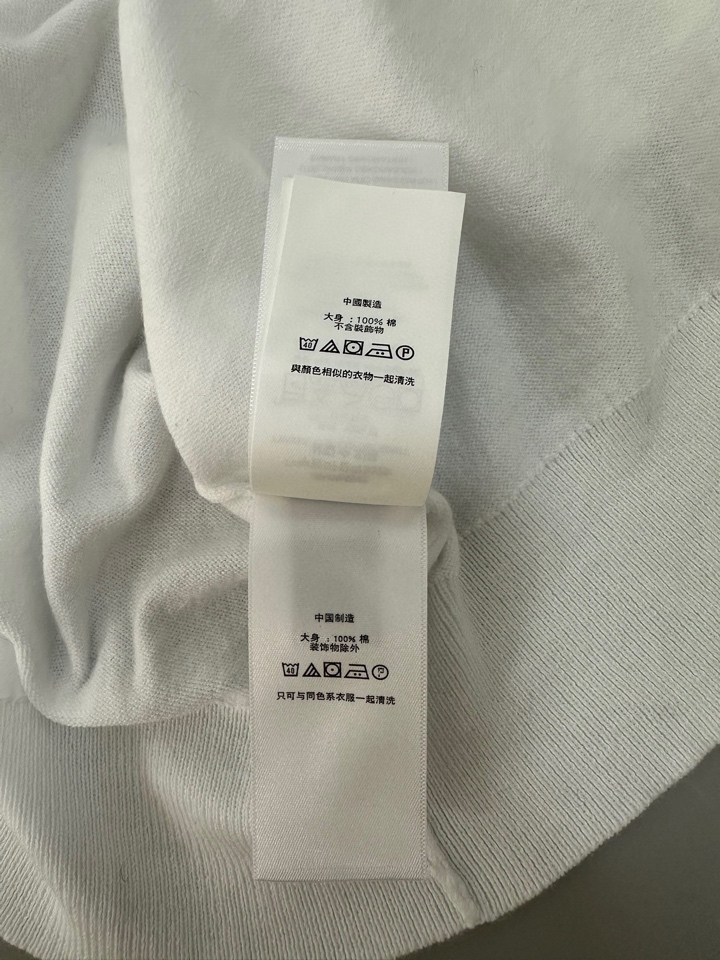 中國製造
大身 : 100% 棉
不含裝飾物
40 P
與顏色相似的衣物一起清洗
中国制造
大身 : 100% 棉
装饰物除外
40 P
只可与同色系衣服一起清洗